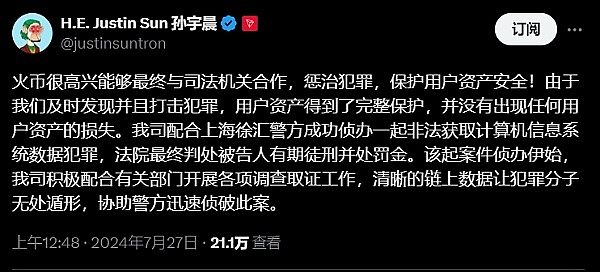 H.E. Justin Sun 孙宇晨
@justinsuntron
订阅
火币很高兴能够最终与司法机关合作，惩治犯罪，保护用户资产安全！由于
我们及时发现并且打击犯罪，用户资产得到了完整保护，并没有出现任何用
户资产的损失。我司配合上海徐汇警方成功侦办一起非法获取计算机信息系
统数据犯罪，法院最终判处被告人有期徒刑并处罚金。该起案件侦办伊始，
我司积极配合有关部门开展各项调查取证工作，清晰的链上数据让犯罪分子
无处遁形，协助警方迅速侦破此案。
上午12:48 · 2024年7月27日 · 21.1万 查看